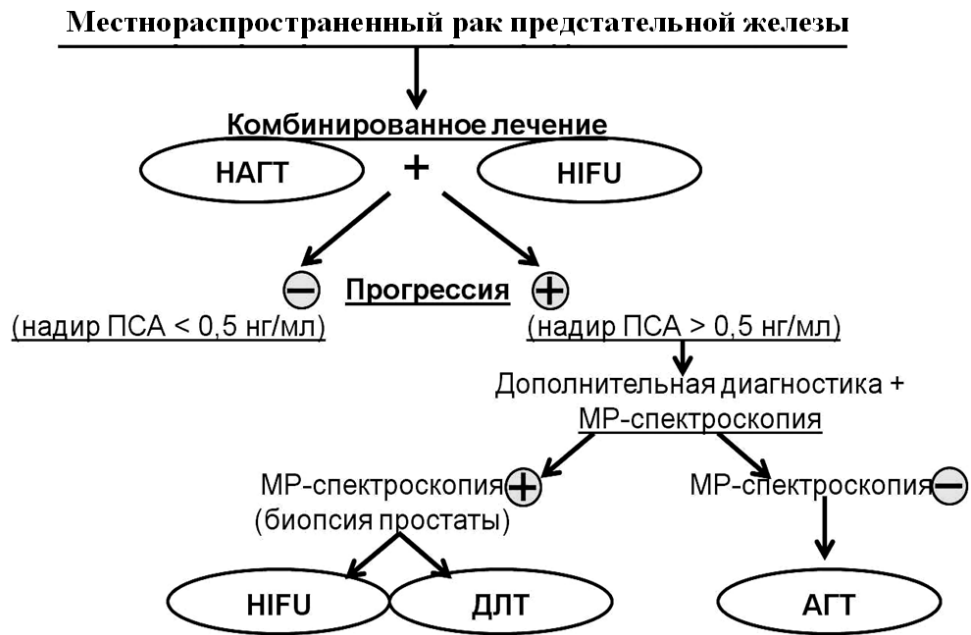 Местнораспространенный рак предстательной железы
Комбинированное лечение
НАГТ + HIFU
− Прогрессия +
(надир ПСА < 0,5 нг/мл) (надир ПСА > 0,5 нг/мл)
Дополнительная диагностика +
МР-спектроскопия
МР-спектроскопия + МР-спектроскопия −
(биопсия простаты)
HIFU ДЛТ АГТ